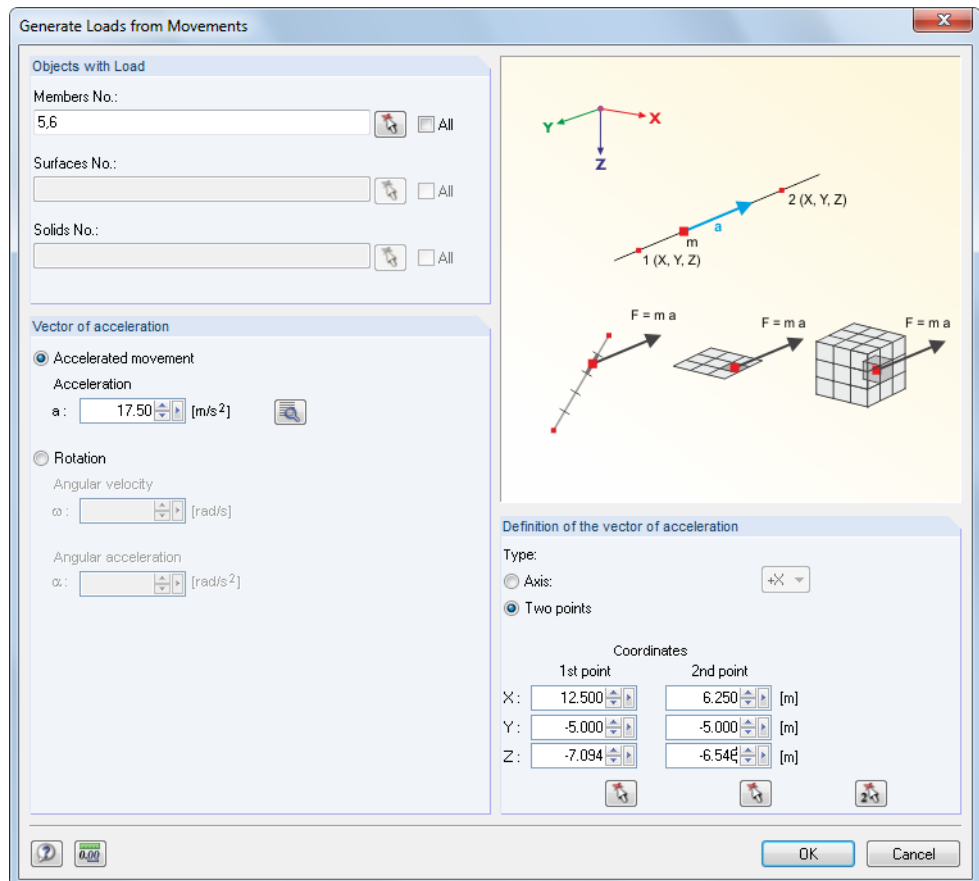 Generate Loads from Movements
Objects with Load
Members No.:
5,6
All
Surfaces No.:
All
Solids No.:
All
Y
X
Z
2 (X, Y, Z)
a
m
1 (X, Y, Z)
F = m a
F = m a
F = m a
Vector of acceleration
Accelerated movement
Acceleration
a : 17.50 [m/s²]
Rotation
Angular velocity
ω : [rad/s]
Angular acceleration
α : [rad/s²]
Definition of the vector of acceleration
Type:
Axis: +X
Two points
Coordinates
1st point 2nd point
X : 12.500 6.250 [m]
Y : -5.000 -5.000 [m]
Z : -7.094 [m]
2
0.00
OK Cancel